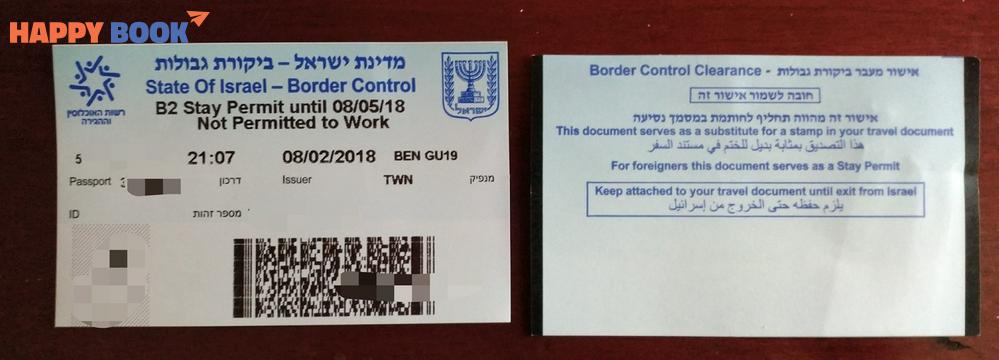 HAPPY BOOK
מדינת ישראל – ביקורת גבולות
State Of Israel – Border Control
B2 Stay Permit until 08/05/18
Not Permitted to Work
רשות האוכלוסין
וההגירה
ישראל
5 21:07 08/02/2018 BEN GU19
Passport דרכון Issuer TWN מנפיק
ID מספר זהות
Border Control Clearance - אישור מעבר ביקורת גבולות
חובה לשמור אישור זה
אישור זה מהווה תחליף לחותמת במסמך נסיעה
This document serves as a substitute for a stamp in your travel document
هذا التصديق بمثابة بديل للختم في مستند السفر
For foreigners this document serves as a Stay Permit
Keep attached to your travel document until exit from Israel
يلزم حفظه حتى الخروج من إسرائيل